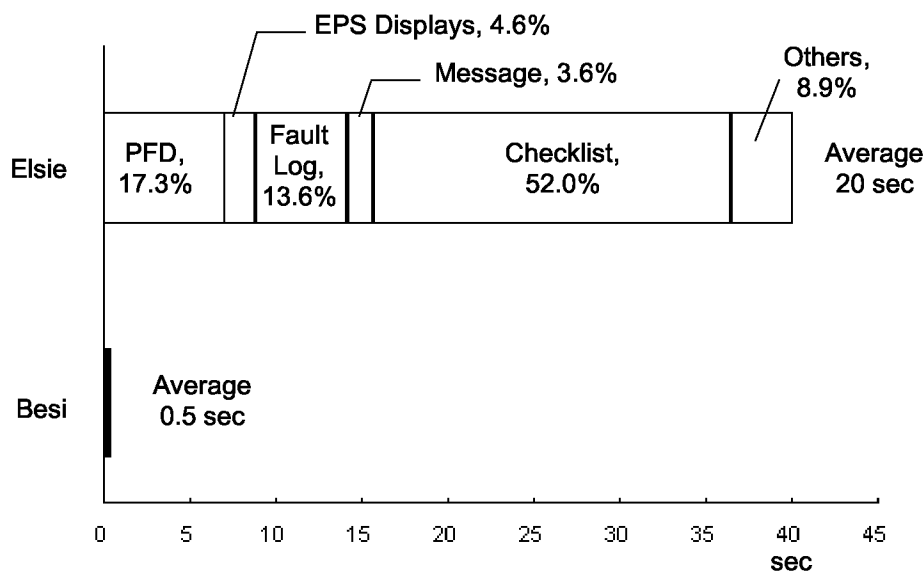 EPS Displays, 4.6%
Message, 3.6%
Others,
8.9%
Elsie
PFD,
17.3%
Fault
Log,
13.6%
Checklist,
52.0%
Average
20 sec
Besi
Average
0.5 sec
0 5 10 15 20 25 30 35 40 45
sec